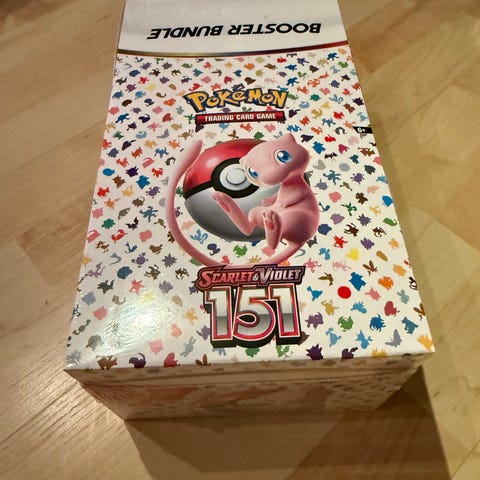 BOOSTER BUNDLE
POKÉMON
TRADING CARD GAME
6+
SCARLET & VIOLET
151